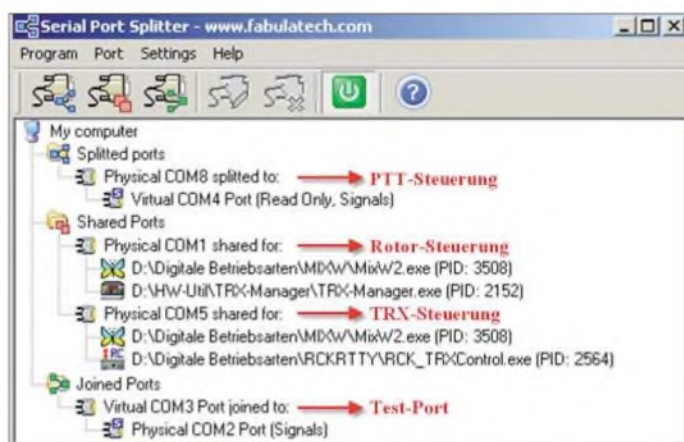 Serial Port Splitter - www.fabulatech.com
Program Port Settings Help
My computer
Splitted ports
Physical COM8 splitted to: PTT-Steuerung
Virtual COM4 Port (Read Only, Signals)
Shared Ports
Physical COM1 shared for: Rotor-Steuerung
D:\Digitale Betriebsarten\MIXW\MixW2.exe (PID: 3508)
D:\HW-Util\TRX-Manager\TRX-Manager.exe (PID: 2152)
Physical COM5 shared for: TRX-Steuerung
D:\Digitale Betriebsarten\MIXW\MixW2.exe (PID: 3508)
D:\Digitale Betriebsarten\RCKRTTY\RCK_TRXControl.exe (PID: 2564)
Joined Ports
Virtual COM3 Port joined to: Test-Port
Physical COM2 Port (Signals)